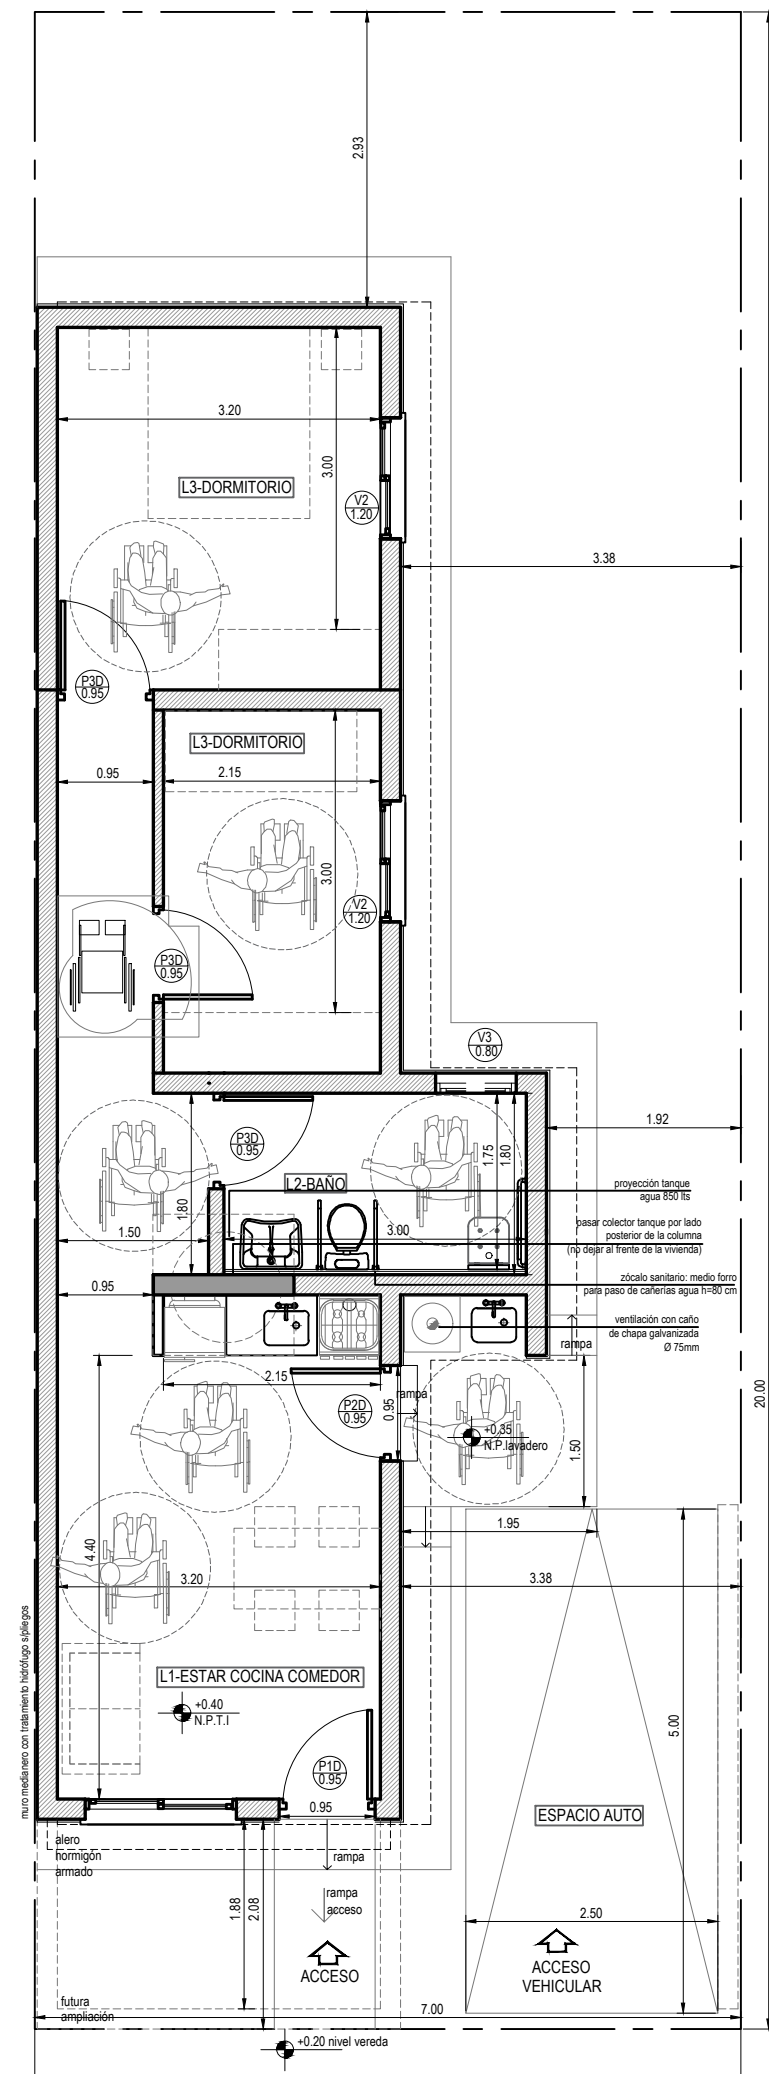 2.93
3.20
3.00
L3-DORMITORIO
V2
1.20
3.38
P3D
0.95
L3-DORMITORIO
0.95
2.15
3.00
V2
1.20
P3D
0.95
V3
0.80
1.92
P3D
0.95
1.75
1.80
L2-BAÑO
1.80
proyección tanque
agua 850 lts
pasar colector tanque por lado
posterior de la columna
(no dejar al frente de la vivienda)
3.00
1.50
zócalo sanitario: medio forro
para paso de cañerías agua h=80 cm
0.95
ventilación con caño
de chapa galvanizada
Ø 75mm
rampa
2.15
rampa
P2D
0.95
0.95
+0.35
N.P.lavadero
1.50
20.00
1.95
4.40
3.20
3.38
muro medianero con tratamiento hidrófugo s/pliegos
L1-ESTAR COCINA COMEDOR
+0.40
N.P.T.I
5.00
P1D
0.95
0.95
ESPACIO AUTO
alero
hormigón
armado
rampa
1.88
2.08
rampa
acceso
2.50
ACCESO
ACCESO
VEHICULAR
futura
ampliación
7.00
+0.20 nivel vereda